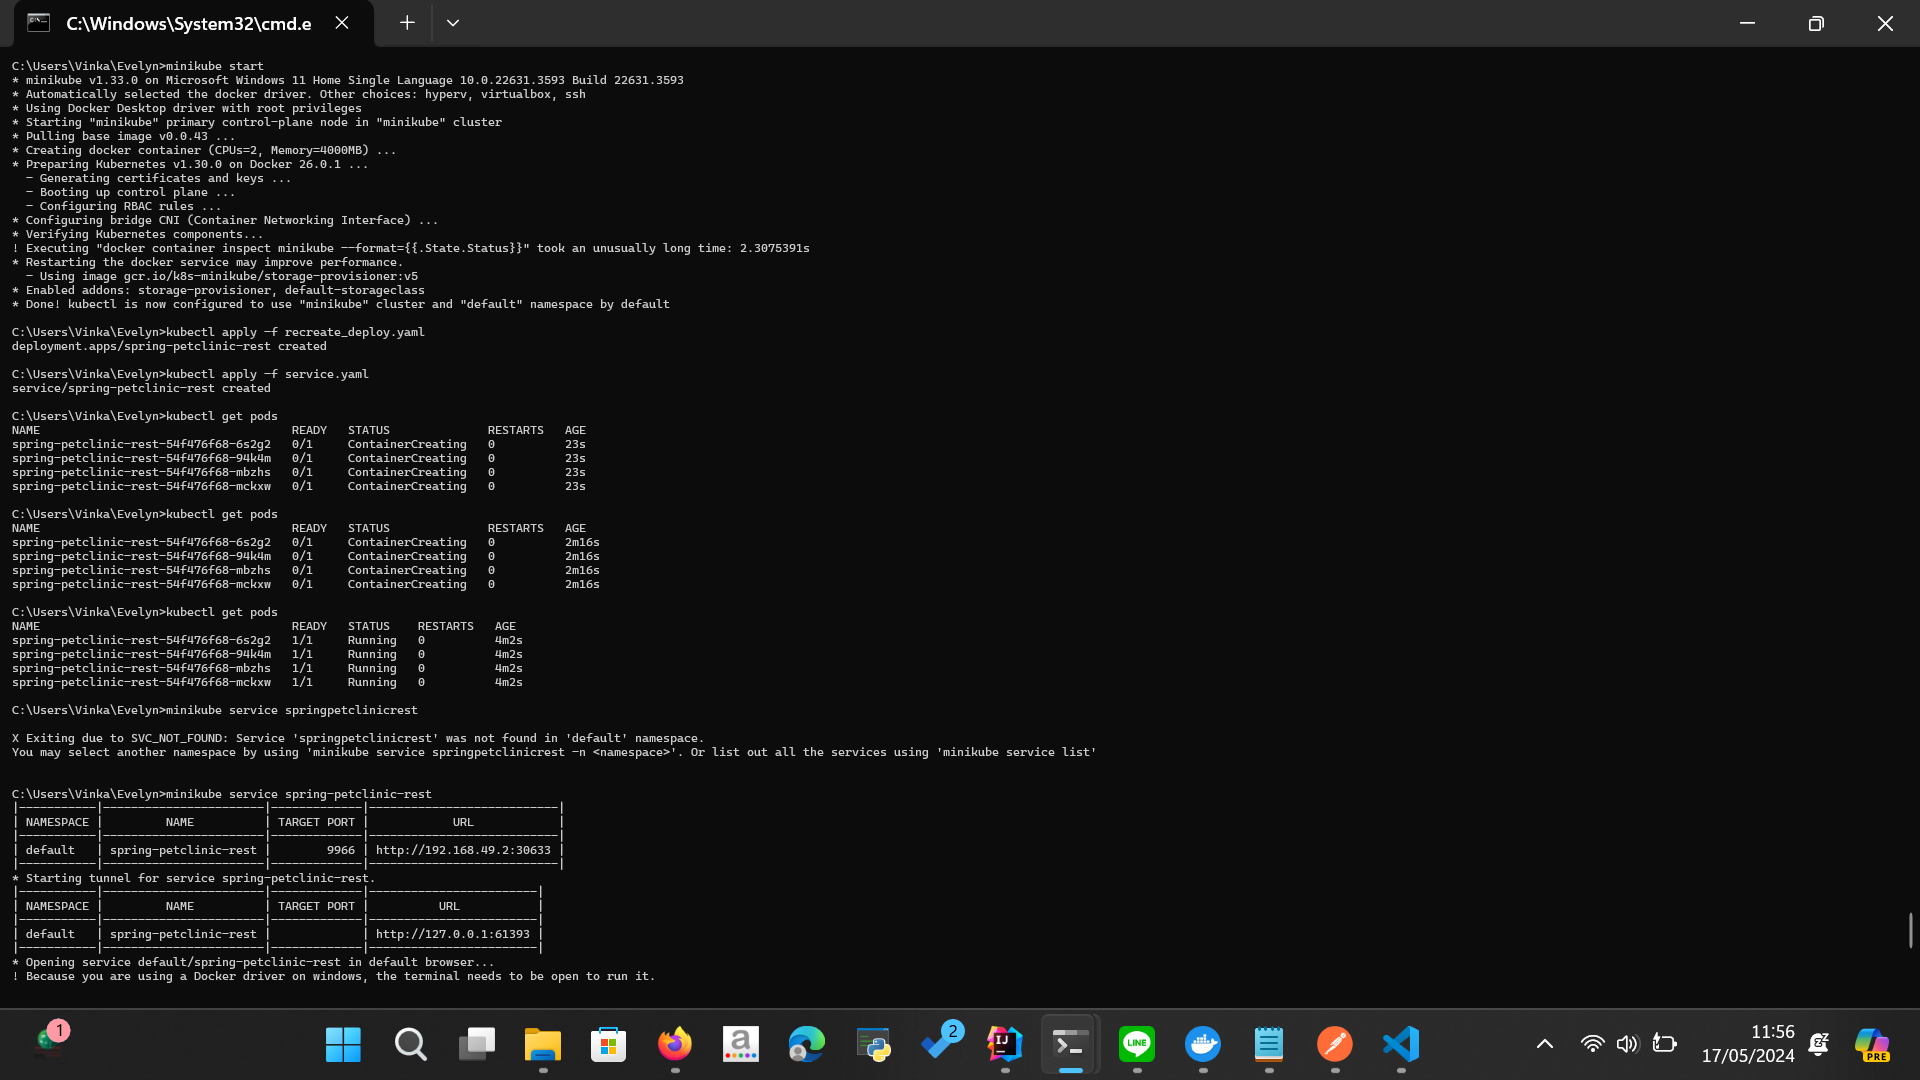 C:\Windows\System32\cmd.e
C:\Users\Vinka\Evelyn>minikube start
* minikube v1.33.0 on Microsoft Windows 11 Home Single Language 10.0.22631.3593 Build 22631.3593
* Automatically selected the docker driver. Other choices: hyperv, virtualbox, ssh
* Using Docker Desktop driver with root privileges
* Starting "minikube" primary control-plane node in "minikube" cluster
* Pulling base image v0.0.43 ...
* Creating docker container (CPUs=2, Memory=4000MB) ...
* Preparing Kubernetes v1.30.0 on Docker 26.0.1 ...
  - Generating certificates and keys ...
  - Booting up control plane ...
  - Configuring RBAC rules ...
* Configuring bridge CNI (Container Networking Interface) ...
* Verifying Kubernetes components...
! Executing "docker container inspect minikube --format={{.State.Status}}" took an unusually long time: 2.3075391s
* Restarting the docker service may improve performance.
  - Using image gcr.io/k8s-minikube/storage-provisioner:v5
* Enabled addons: storage-provisioner, default-storageclass
* Done! kubectl is now configured to use "minikube" cluster and "default" namespace by default
C:\Users\Vinka\Evelyn>kubectl apply -f recreate_deploy.yaml
deployment.apps/spring-petclinic-rest created
C:\Users\Vinka\Evelyn>kubectl apply -f service.yaml
service/spring-petclinic-rest created
C:\Users\Vinka\Evelyn>kubectl get pods
NAME READY STATUS RESTARTS AGE
spring-petclinic-rest-54f476f68-6s2g2 0/1 ContainerCreating 0 23s
spring-petclinic-rest-54f476f68-94k4m 0/1 ContainerCreating 0 23s
spring-petclinic-rest-54f476f68-mbzhs 0/1 ContainerCreating 0 23s
spring-petclinic-rest-54f476f68-mckxw 0/1 ContainerCreating 0 23s
C:\Users\Vinka\Evelyn>kubectl get pods
NAME READY STATUS RESTARTS AGE
spring-petclinic-rest-54f476f68-6s2g2 0/1 ContainerCreating 0 2m16s
spring-petclinic-rest-54f476f68-94k4m 0/1 ContainerCreating 0 2m16s
spring-petclinic-rest-54f476f68-mbzhs 0/1 ContainerCreating 0 2m16s
spring-petclinic-rest-54f476f68-mckxw 0/1 ContainerCreating 0 2m16s
C:\Users\Vinka\Evelyn>kubectl get pods
NAME READY STATUS RESTARTS AGE
spring-petclinic-rest-54f476f68-6s2g2 1/1 Running 0 4m2s
spring-petclinic-rest-54f476f68-94k4m 1/1 Running 0 4m2s
spring-petclinic-rest-54f476f68-mbzhs 1/1 Running 0 4m2s
spring-petclinic-rest-54f476f68-mckxw 1/1 Running 0 4m2s
C:\Users\Vinka\Evelyn>minikube service springpetclinicrest
X Exiting due to SVC_NOT_FOUND: Service 'springpetclinicrest' was not found in 'default' namespace.
You may select another namespace by using 'minikube service springpetclinicrest -n <namespace>'. Or list out all the services using 'minikube service list'
C:\Users\Vinka\Evelyn>minikube service spring-petclinic-rest
|-----------|-----------------------|-------------|---------------------------|
| NAMESPACE | NAME | TARGET PORT | URL |
|-----------|-----------------------|-------------|---------------------------|
| default | spring-petclinic-rest | 9966 | http://192.168.49.2:30633 |
|-----------|-----------------------|-------------|---------------------------|
* Starting tunnel for service spring-petclinic-rest.
|-----------|-----------------------|-------------|------------------------|
| NAMESPACE | NAME | TARGET PORT | URL |
|-----------|-----------------------|-------------|------------------------|
| default | spring-petclinic-rest | | http://127.0.0.1:61393 |
|-----------|-----------------------|-------------|------------------------|
* Opening service default/spring-petclinic-rest in default browser...
! Because you are using a Docker driver on windows, the terminal needs to be open to run it.
1
a
2
IJ
LINE
11:56
17/05/2024
PRE